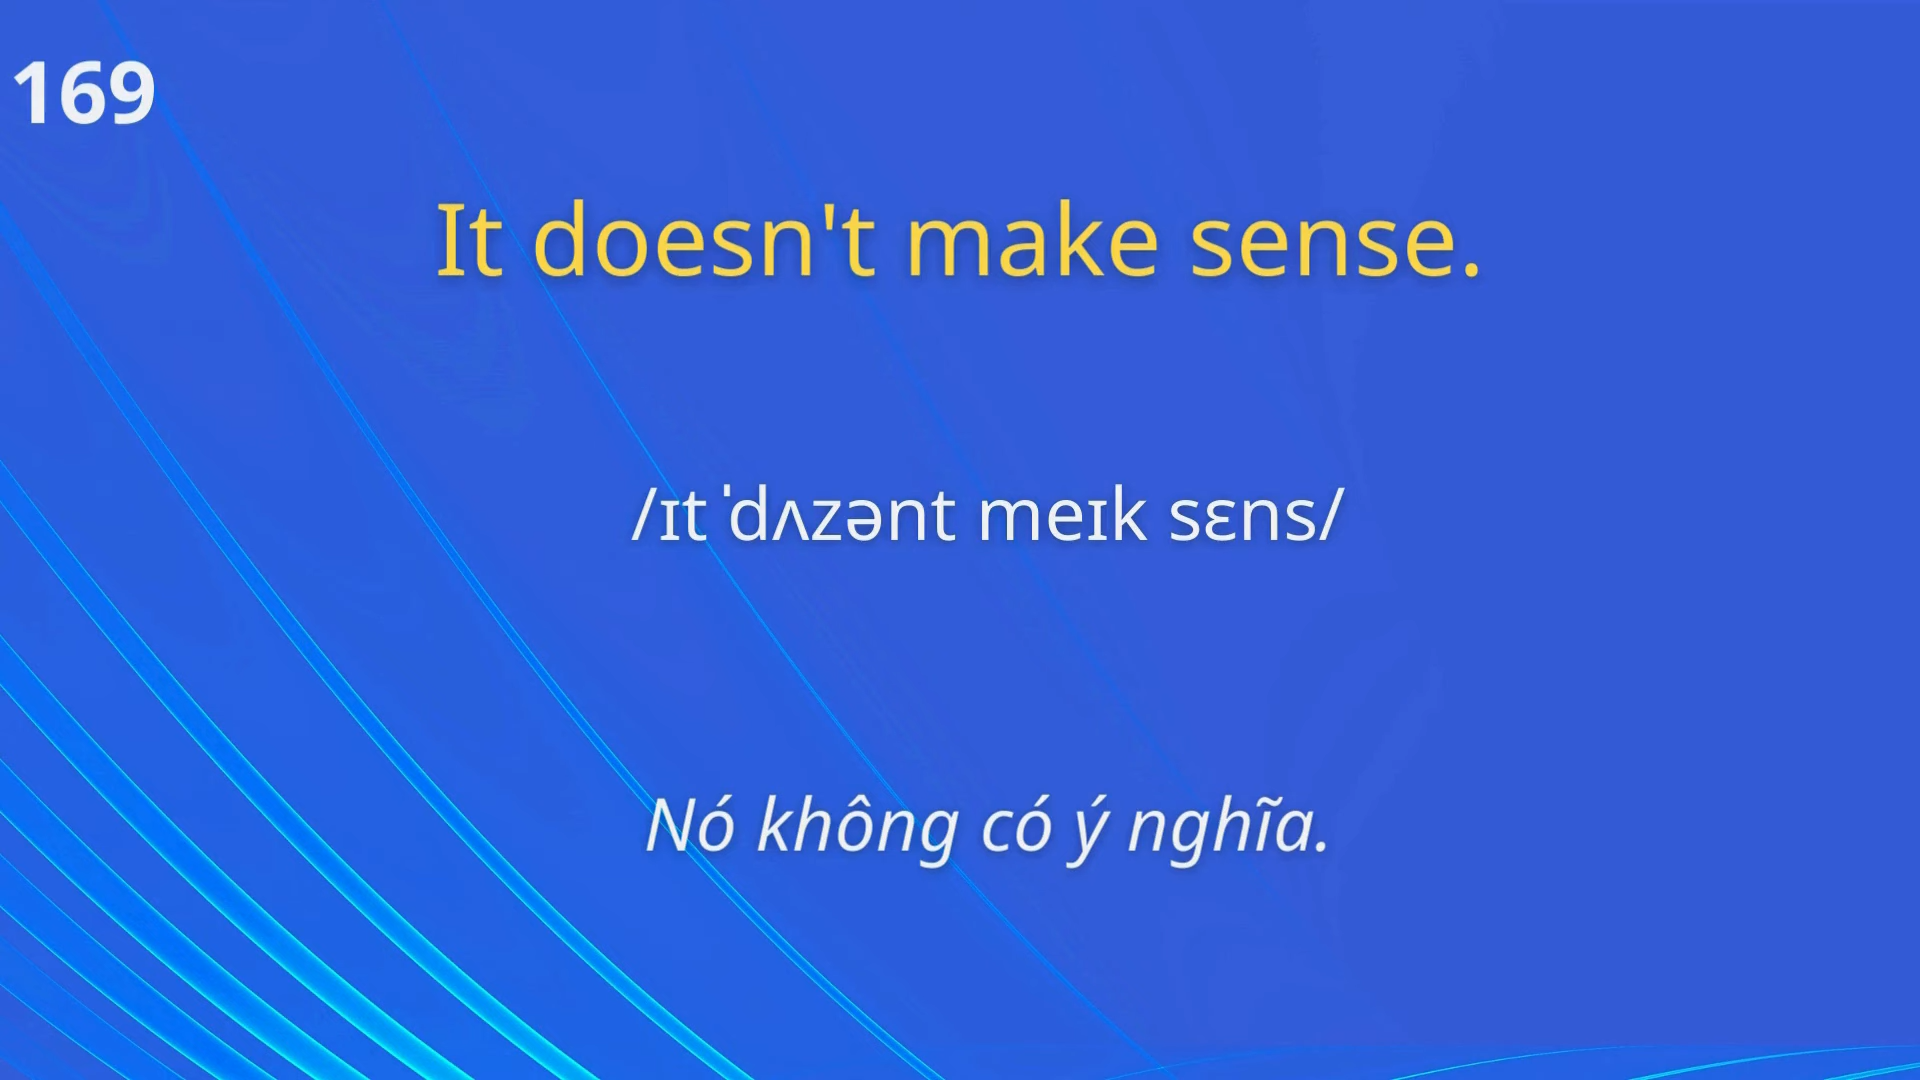 169
It doesn't make sense.
/ɪt ˈdʌzənt meɪk sɛns/
Nó không có ý nghĩa.